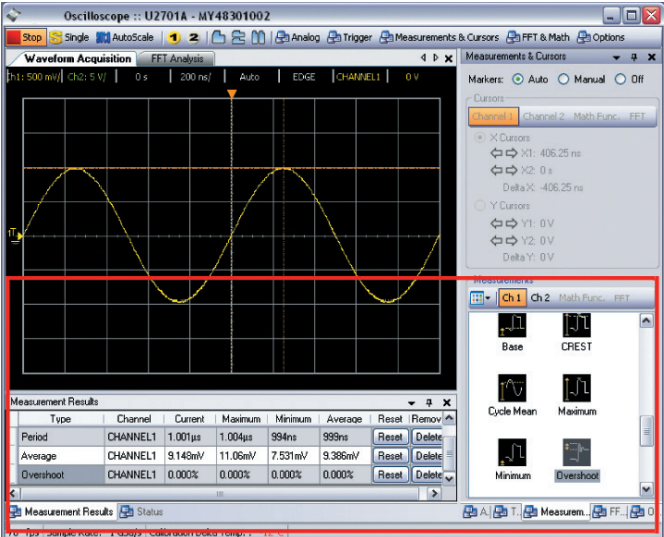 Oscilloscope :: U2701A - MY48301002
Stop Single AutoScale 1 2 Analog Trigger Measurements & Cursors FFT & Math Options
Waveform Acquisition FFT Analysis
Ch1: 500 mV/ Ch2: 5 V/ 0 s 200 ns/ Auto EDGE CHANNEL1 0 V
1T
Measurements & Cursors
Markers: Auto Manual Off
Cursors
Channel 1 Channel 2 Math Func. FFT
X Cursors
X1: 406.25 ns
X2: 0 s
Delta X: -406.25 ns
Y Cursors
Y1: 0 V
Y2: 0 V
Delta Y: 0 V
Measurements
Ch 1 Ch 2 Math Func. FFT
Base CREST
Cycle Mean Maximum
Minimum Overshoot
Measurement Results
Type Channel Current Maximum Minimum Average Reset Remov
Period CHANNEL1 1.001µs 1.004µs 994ns 999ns Reset Delete
Average CHANNEL1 9.148mV 11.06mV 7.531mV 9.386mV Reset Delete
Overshoot CHANNEL1 0.000% 0.000% 0.000% 0.000% Reset Delete
Measurement Results Status
A. T. Measurem... FF... O